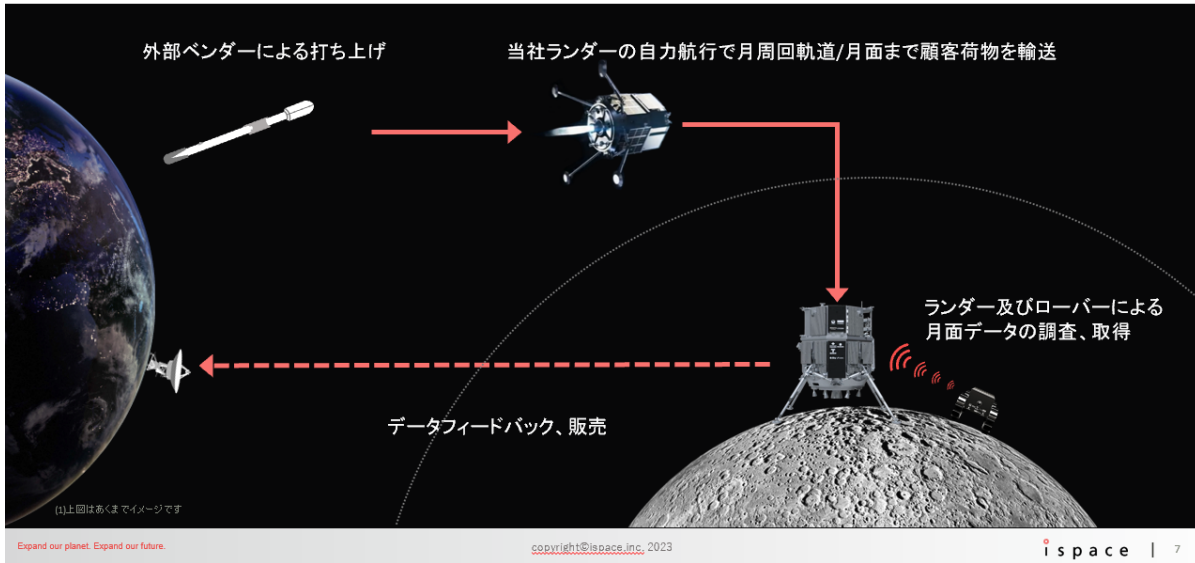 外部ベンダーによる打ち上げ
当社ランダーの自力航行で月周回軌道/月面まで顧客荷物を輸送
ランダー及びローバーによる
月面データの調査、取得
データフィードバック、販売
(1)上図はあくまでイメージです
Expand our planet. Expand our future.
copyright©ispace,inc. 2023
ispace | 7